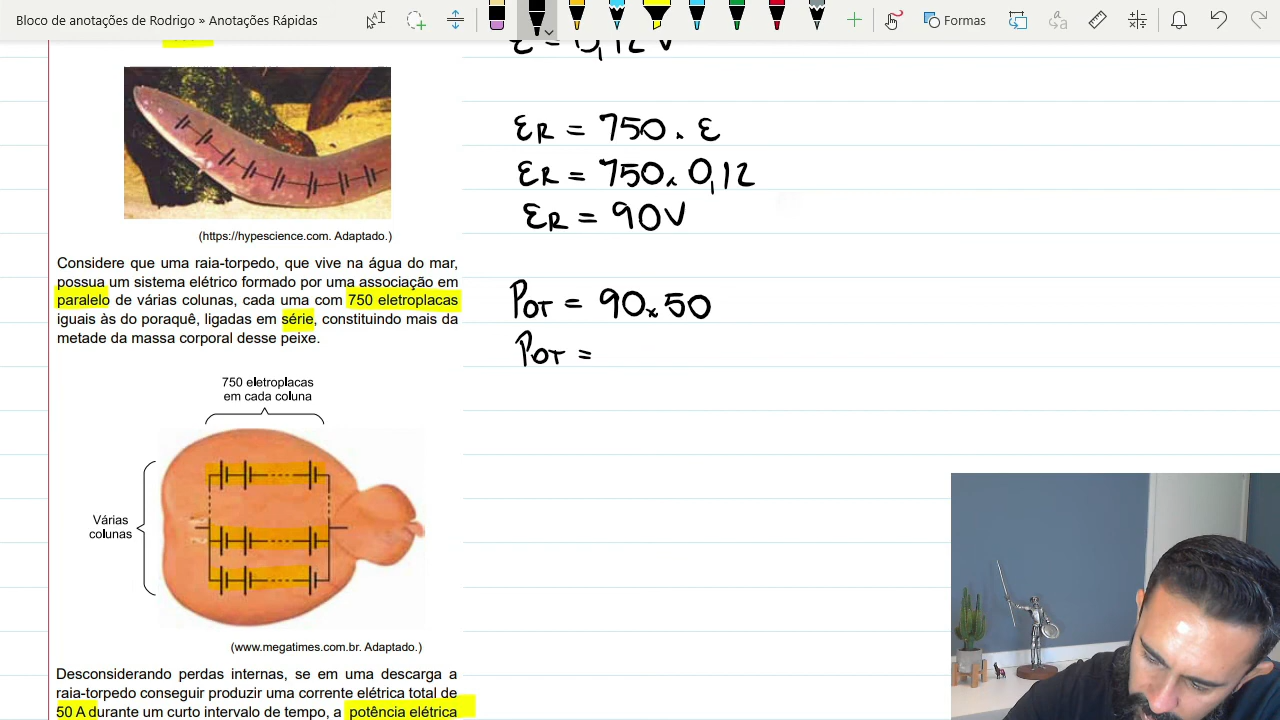 Bloco de anotações de Rodrigo » Anotações Rápidas
Formas
ε = 0,12 V
(https://hypescience.com. Adaptado.)
Considere que uma raia-torpedo, que vive na água do mar,
possua um sistema elétrico formado por uma associação em
paralelo de várias colunas, cada uma com 750 eletroplacas
iguais às do poraquê, ligadas em série, constituindo mais da
metade da massa corporal desse peixe.
750 eletroplacas
em cada coluna
Várias
colunas
(www.megatimes.com.br. Adaptado.)
Desconsiderando perdas internas, se em uma descarga a
raia-torpedo conseguir produzir uma corrente elétrica total de
50 A durante um curto intervalo de tempo, a potência elétrica
εR = 750 . ε
εR = 750 x 0,12
εR = 90V
POT = 90 x 50
POT =